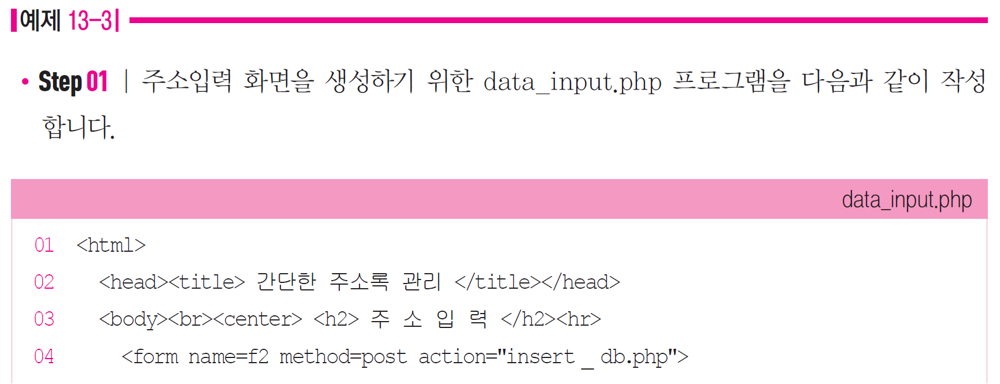 예제 13-3
• Step 01 | 주소입력 화면을 생성하기 위한 data_input.php 프로그램을 다음과 같이 작성
합니다.
data_input.php
01 <html>
02 <head><title> 간단한 주소록 관리 </title></head>
03 <body><br><center> <h2> 주 소 입 력 </h2><hr>
04 <form name=f2 method=post action="insert _ db.php">